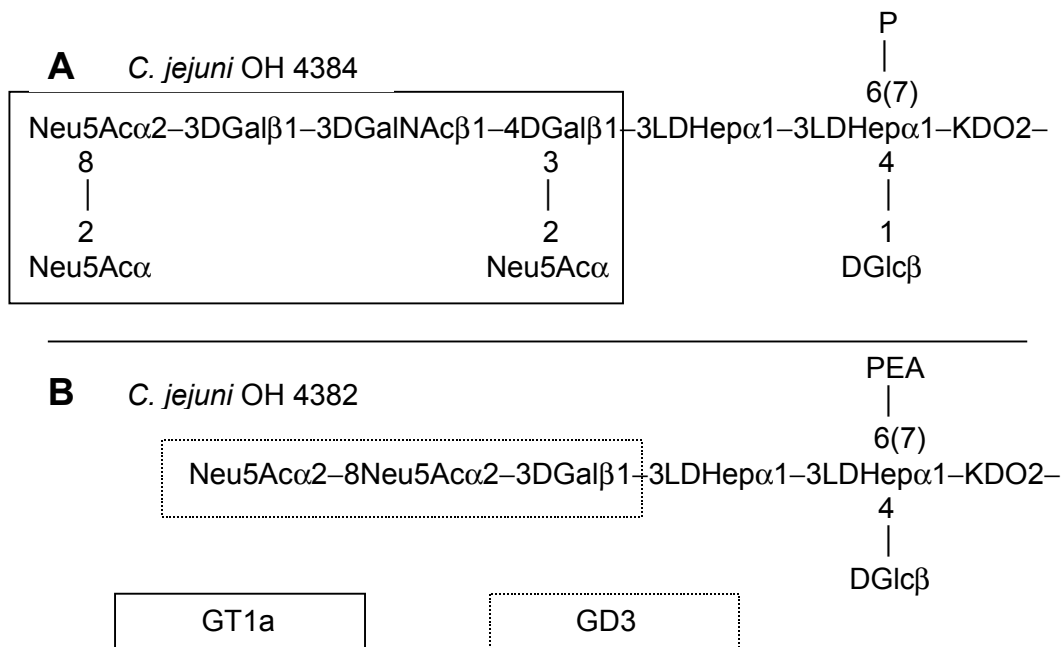 P
A C. jejuni OH 4384
6(7)
Neu5Acα2–3DGalβ1–3DGalNAcβ1–4DGalβ1–3LDHepα1–3LDHepα1–KDO2–
8 3 4
2 2 1
Neu5Acα Neu5Acα DGlcβ
PEA
B C. jejuni OH 4382
6(7)
Neu5Acα2–8Neu5Acα2–3DGalβ1–3LDHepα1–3LDHepα1–KDO2–
4
DGlcβ
GT1a GD3